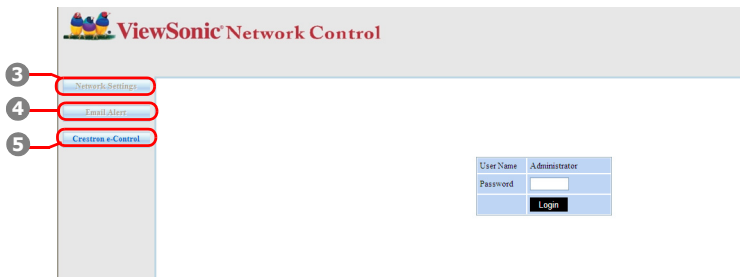 ViewSonic® Network Control
3
Network Settings
4
Email Alert
5
Crestron e-Control
User Name Administrator
Password
Login